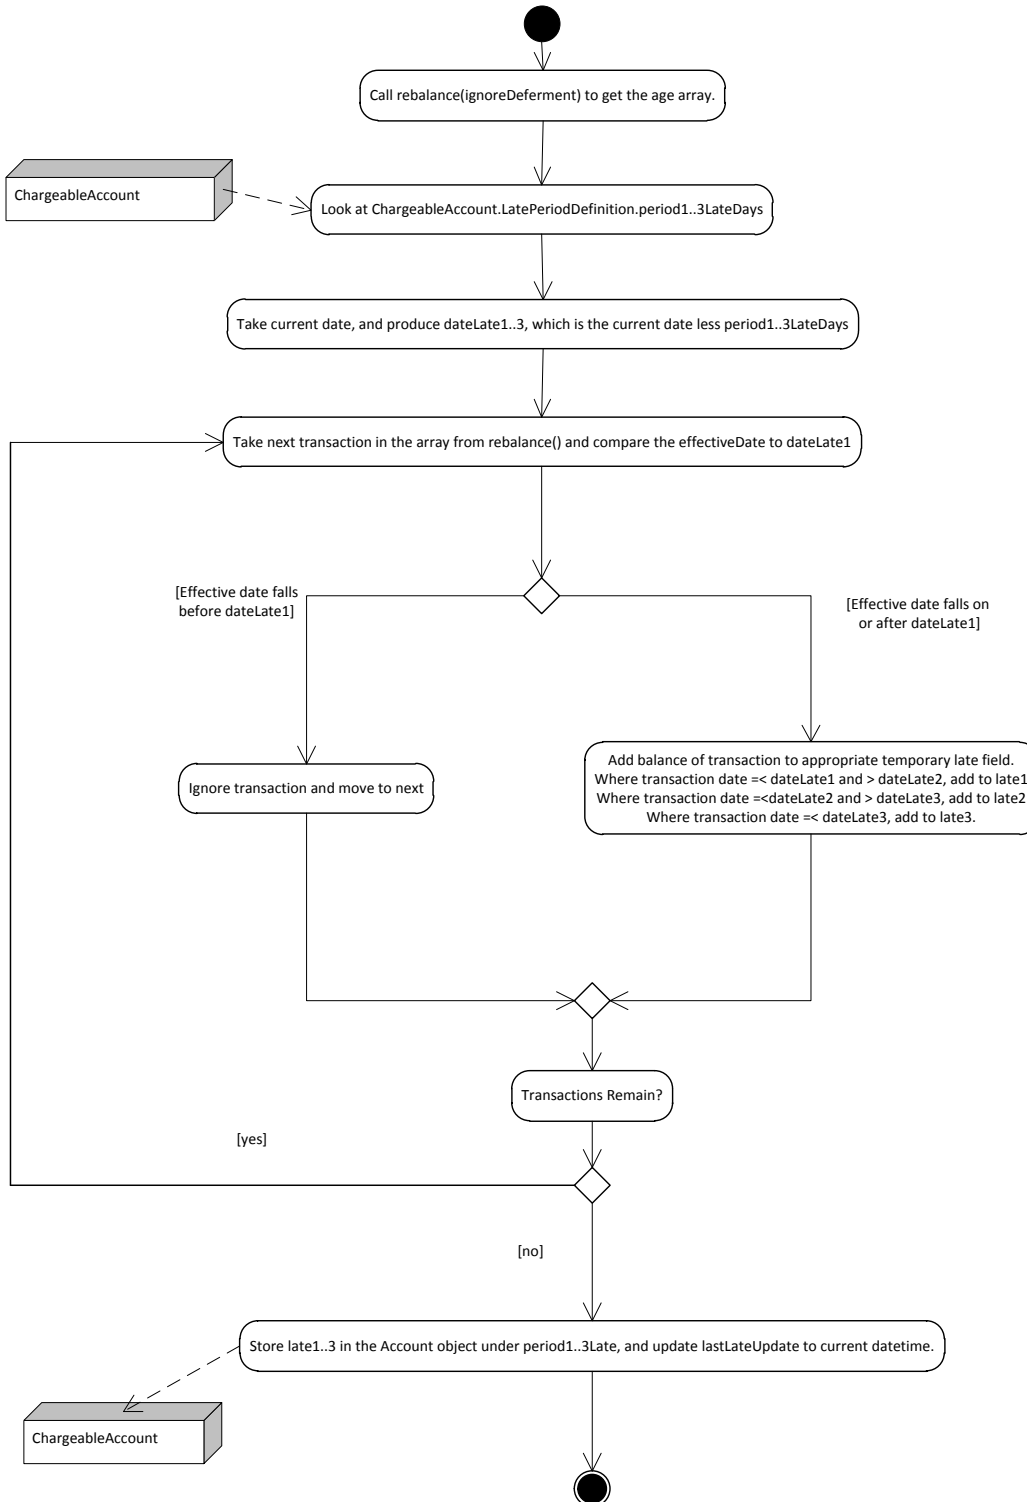 Call rebalance(ignoreDeferment) to get the age array.
ChargeableAccount
Look at ChargeableAccount.LatePeriodDefinition.period1..3LateDays
Take current date, and produce dateLate1..3, which is the current date less period1..3LateDays
Take next transaction in the array from rebalance() and compare the effectiveDate to dateLate1
[Effective date falls
before dateLate1]
[Effective date falls on
or after dateLate1]
Ignore transaction and move to next
Add balance of transaction to appropriate temporary late field.
Where transaction date =< dateLate1 and > dateLate2, add to late1
Where transaction date =<dateLate2 and > dateLate3, add to late2
Where transaction date =< dateLate3, add to late3.
Transactions Remain?
[yes]
[no]
Store late1..3 in the Account object under period1..3Late, and update lastLateUpdate to current datetime.
ChargeableAccount